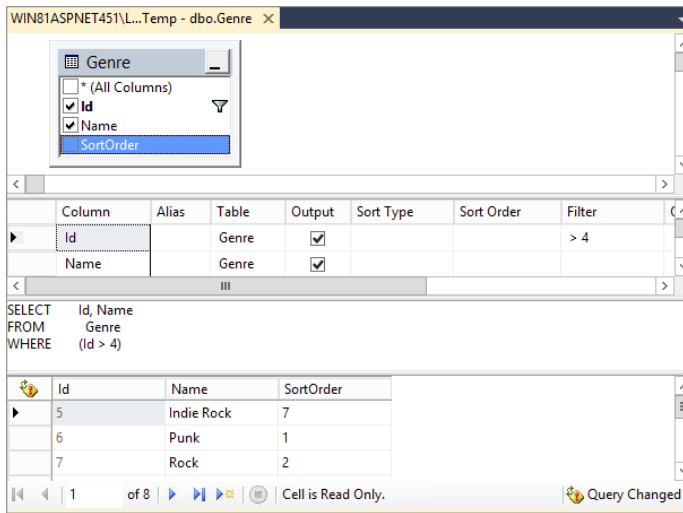 WIN81ASPNET451\L...Temp - dbo.Genre
Genre
* (All Columns)
Id
Name
SortOrder
Column Alias Table Output Sort Type Sort Order Filter
Id Genre > 4
Name Genre
SELECT Id, Name
FROM Genre
WHERE (Id > 4)
Id Name SortOrder
5 Indie Rock 7
6 Punk 1
7 Rock 2
1 of 8 Cell is Read Only. Query Changed